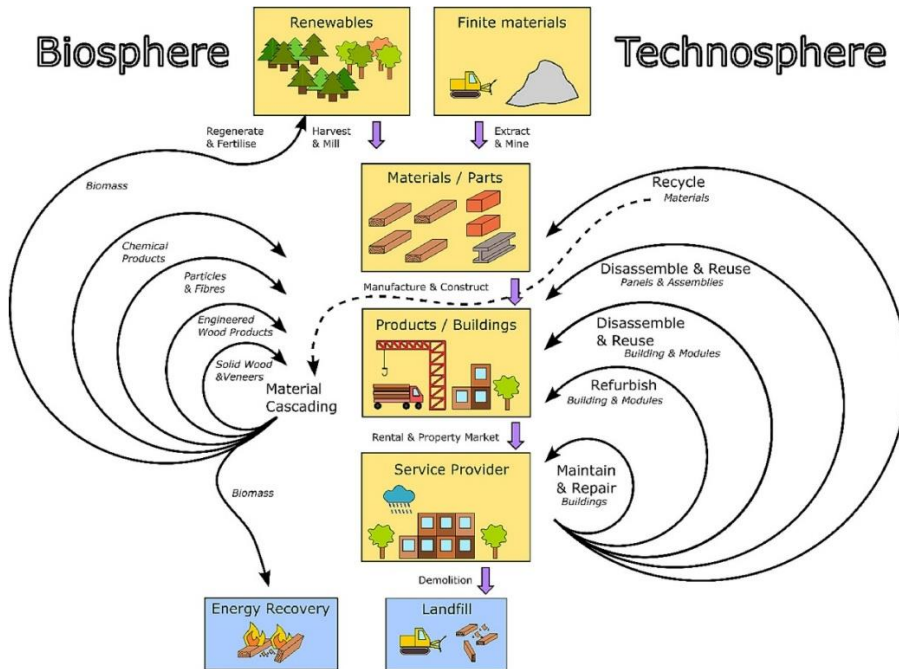 Biosphere
Renewables
Finite materials
Technosphere
Regenerate
& Fertilise
Harvest
& Mill
Extract
& Mine
Biomass
Materials / Parts
Recycle
Materials
Chemical
Products
Particles
& Fibres
Engineered
Wood Products
Solid Wood
&Veneers
Material
Cascading
Manufacture & Construct
Disassemble & Reuse
Panels & Assemblies
Products / Buildings
Disassemble
& Reuse
Building & Modules
Refurbish
Building & Modules
Rental & Property Market
Service Provider
Maintain
& Repair
Buildings
Biomass
Demolition
Energy Recovery
Landfill